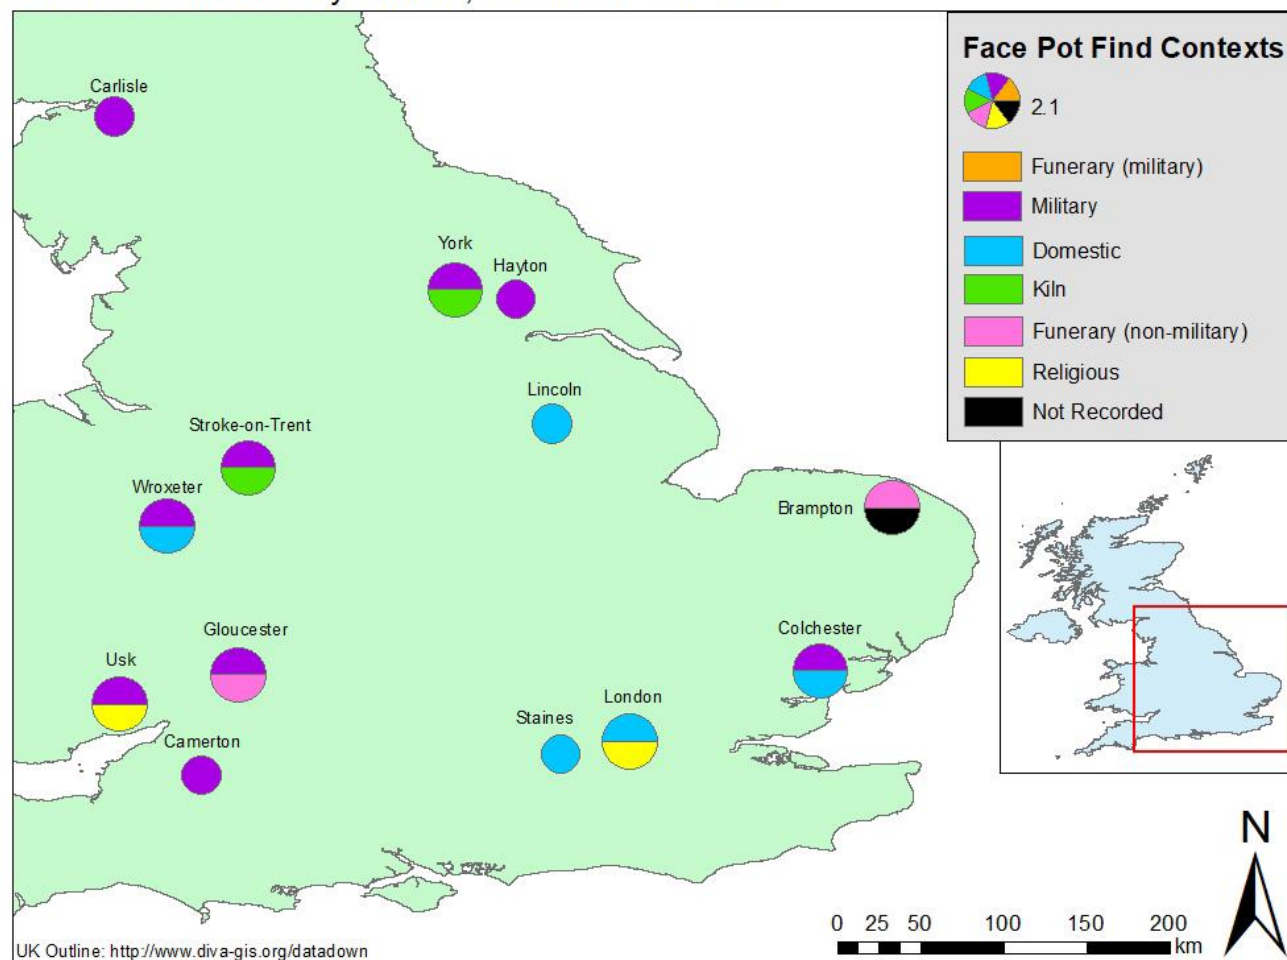 Carlisle
York
Hayton
Lincoln
Stroke-on-Trent
Wroxeter
Brampton
Gloucester
Colchester
Usk
London
Staines
Camerton
Face Pot Find Contexts
2.1
Funerary (military)
Military
Domestic
Kiln
Funerary (non-military)
Religious
Not Recorded
N
0 25 50 100 150 200
km
UK Outline: http://www.diva-gis.org/datadown